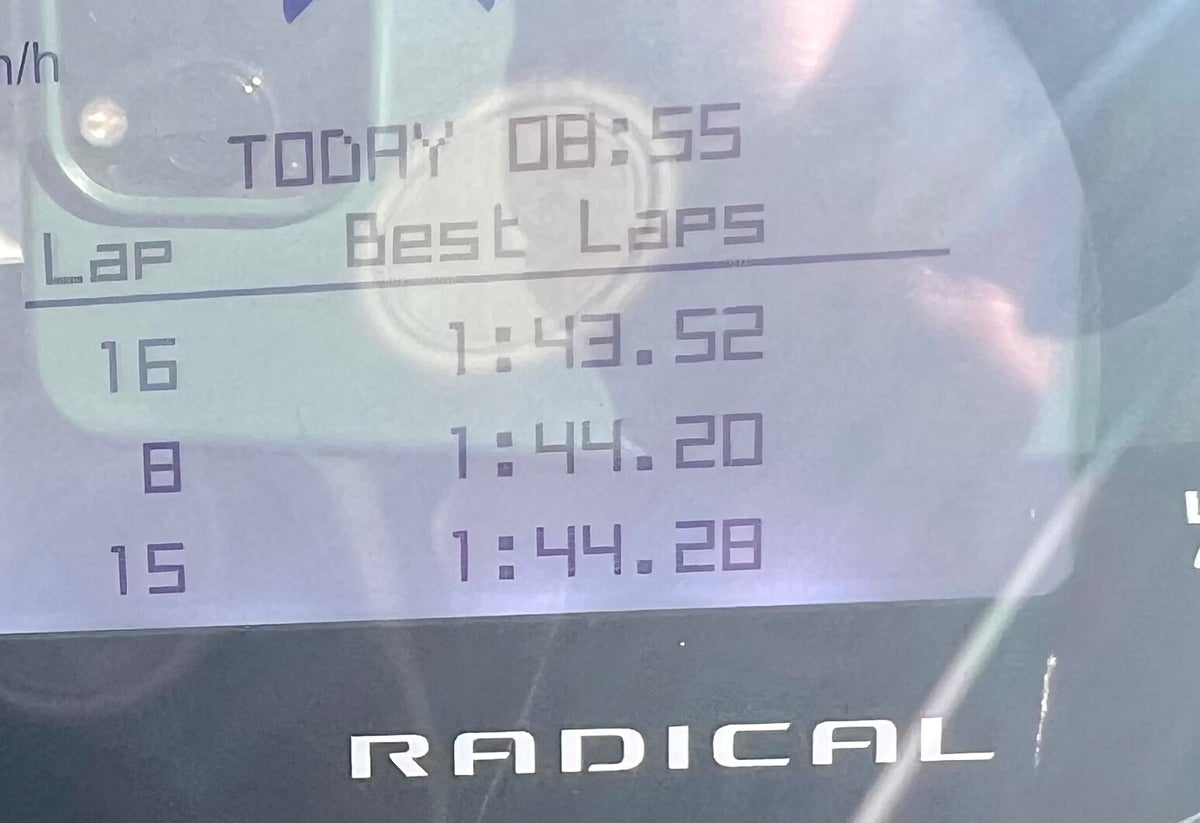 TODAY 08:55
Lap Best Laps
16 1:43.52
8 1:44.20
15 1:44.28
RADICAL